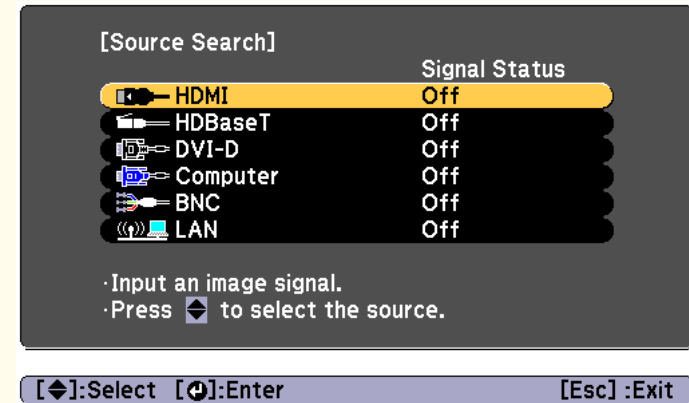 [Source Search]
Signal Status
HDMI Off
HDBaseT Off
DVI-D Off
Computer Off
BNC Off
LAN Off
·Input an image signal.
·Press to select the source.
[◆]:Select [↵]:Enter [Esc] :Exit